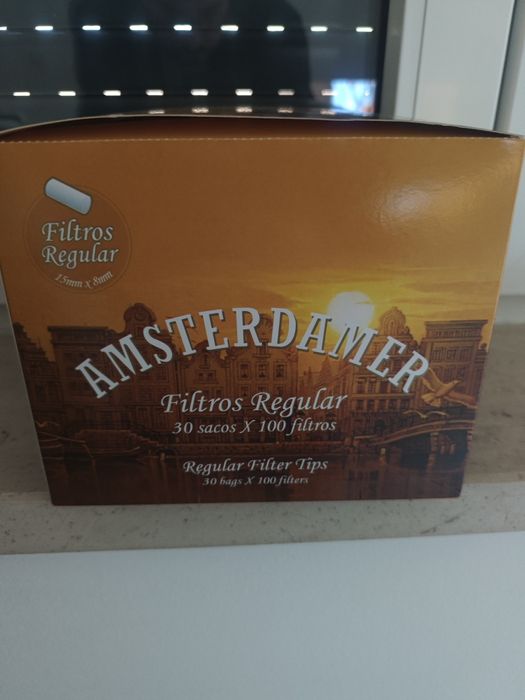 Filtros
Regular
15mm x 8mm
AMSTERDAMER
Filtros Regular
30 sacos X 100 filtros
Regular Filter Tips
30 bags X 100 filters